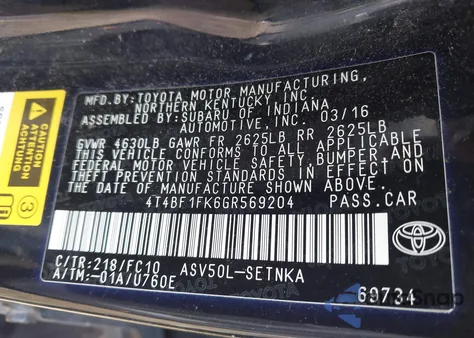 MFD.BY:TOYOTA MOTOR MANUFACTURING,
NORTHERN KENTUCKY,INC
ASSEMBLED BY:SUBARU OF INDIANA
AUTOMOTIVE,INC. 03/16
GVWR 4630LB GAWR FR 2625LB RR 2625LB
THIS VEHICLE CONFORMS TO ALL APPLICABLE
FEDERAL MOTOR VEHICLE SAFETY,BUMPER,AND
THEFT PREVENTION STANDARDS IN EFFECT ON
THE DATE OF MANUFACTURE SHOWN ABOVE.
4T4BF1FK6GR569204 PASS.CAR
C/TR:218/FC10 ASV50L-SETNKA
A/TM:-01A/U760E
69734
CAUTION
ATTENTION
3